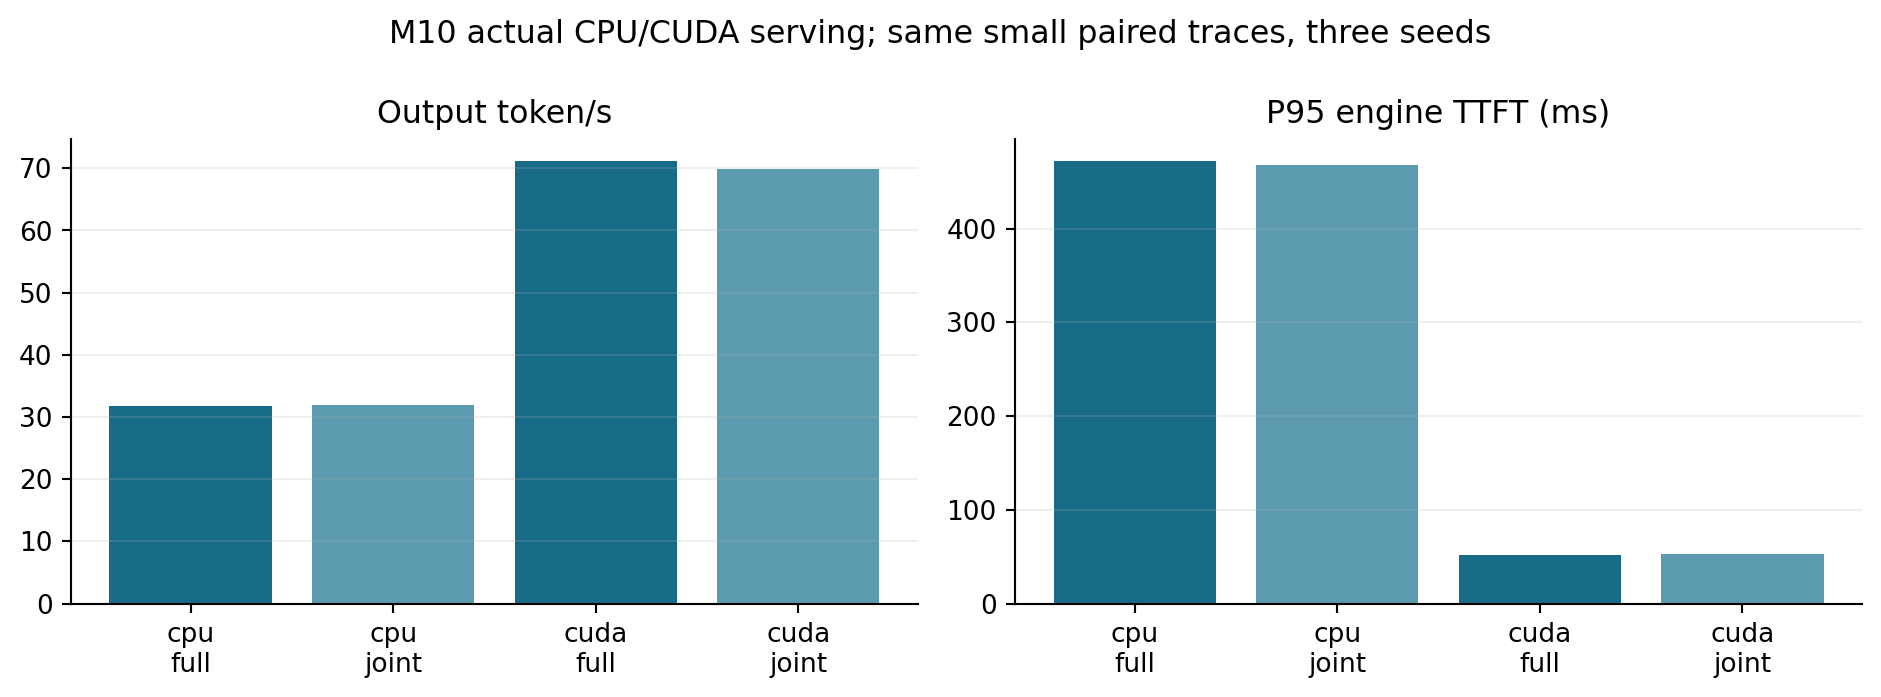 M10 actual CPU/CUDA serving; same small paired traces, three seeds
Output token/s
70
60
50
40
30
20
10
0
cpu
full
cpu
joint
cuda
full
cuda
joint
P95 engine TTFT (ms)
400
300
200
100
0
cpu
full
cpu
joint
cuda
full
cuda
joint